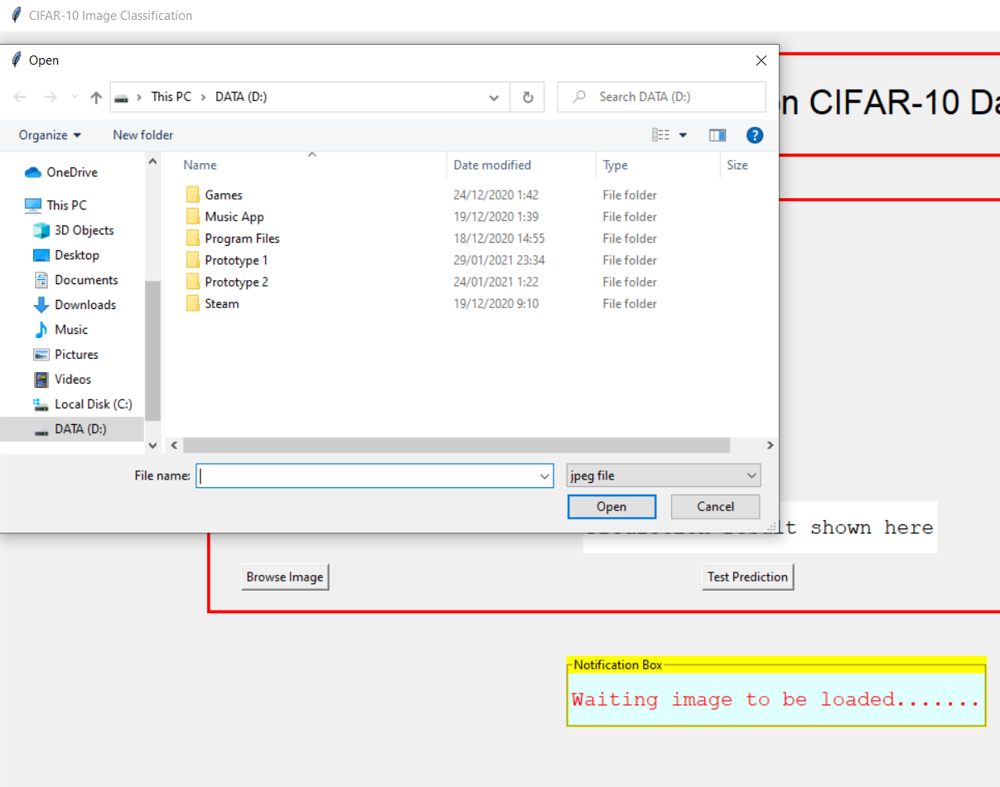 CIFAR-10 Image Classification
Open
This PC > DATA (D:)
Search DATA (D:)
n CIFAR-10 Da
Organize
New folder
OneDrive
This PC
3D Objects
Desktop
Documents
Downloads
Music
Pictures
Videos
Local Disk (C:)
DATA (D:)
Name Date modified Type Size
Games 24/12/2020 1:42 File folder
Music App 19/12/2020 1:39 File folder
Program Files 18/12/2020 14:55 File folder
Prototype 1 29/01/2021 23:34 File folder
Prototype 2 24/01/2021 1:22 File folder
Steam 19/12/2020 9:10 File folder
File name:
jpeg file
Open
Cancel
shown here
Browse Image
Test Prediction
Notification Box
Waiting image to be loaded.......